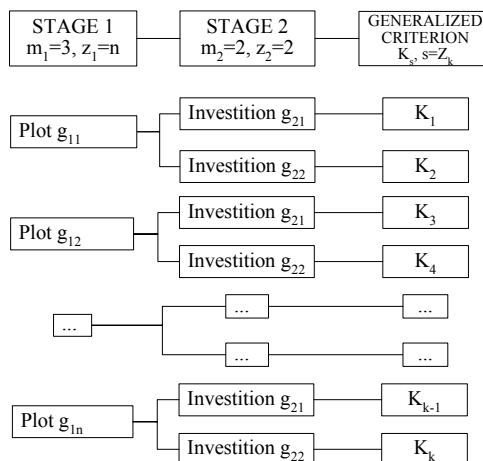 STAGE 1
m₁=3, z₁=n
STAGE 2
m₂=2, z₂=2
GENERALIZED
CRITERION
Kₛ, s=Zₖ
Plot g₁₁
Investition g₂₁
K₁
Investition g₂₂
K₂
Plot g₁₂
Investition g₂₁
K₃
Investition g₂₂
K₄
...
...
...
...
...
Plot g₁ₙ
Investition g₂₁
Kₖ₋₁
Investition g₂₂
Kₖ